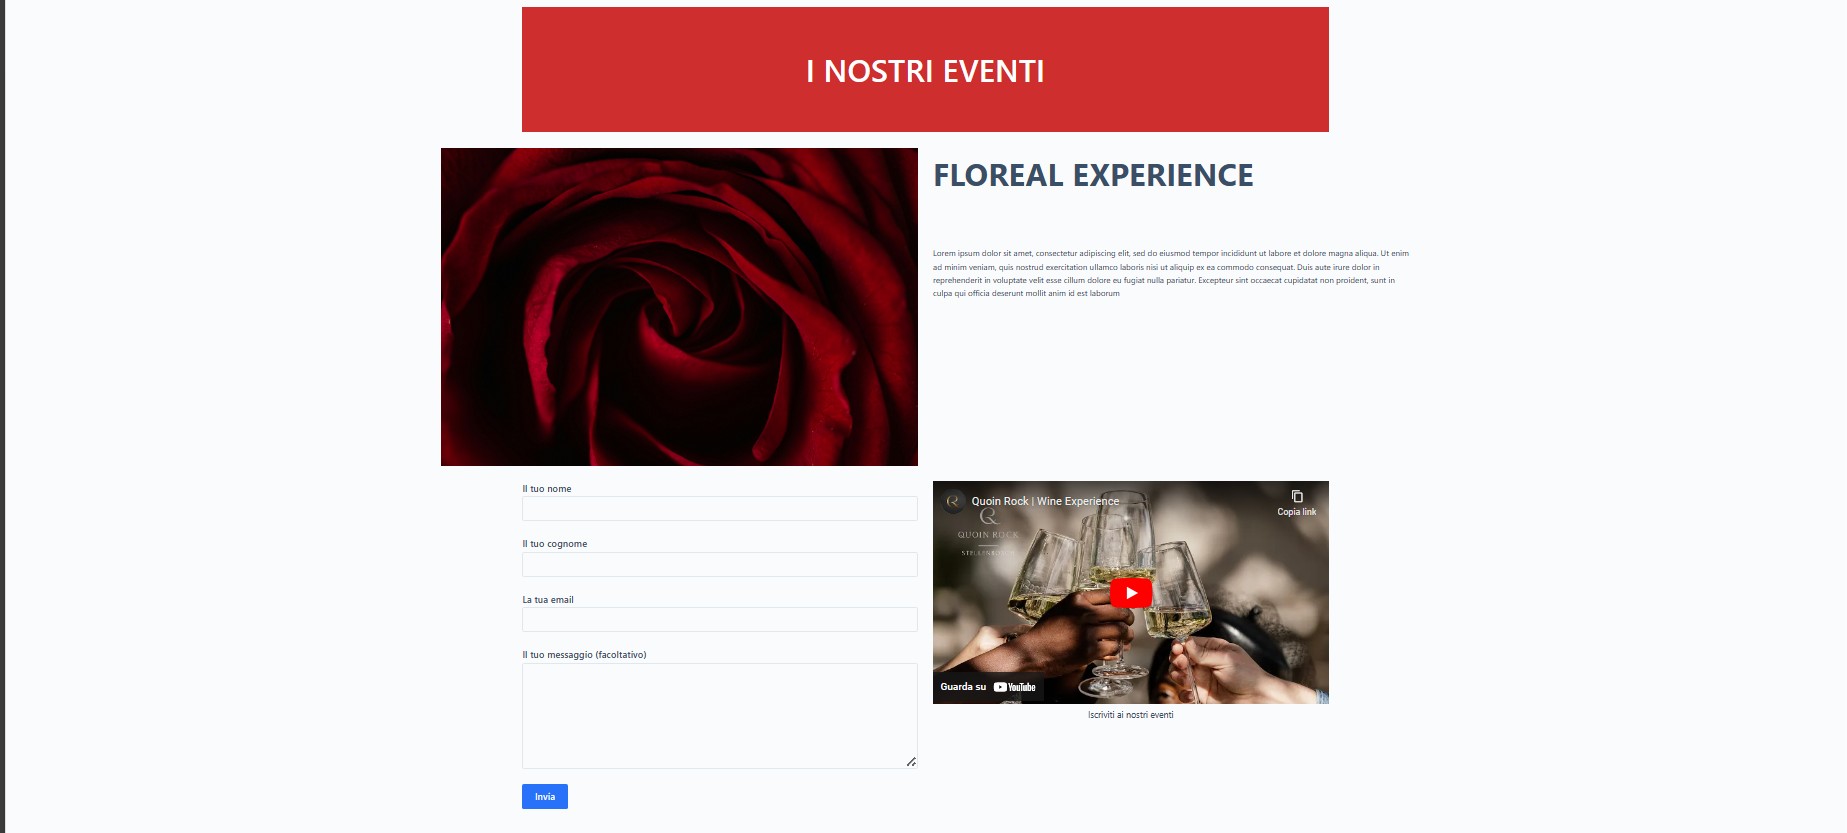 I NOSTRI EVENTI
FLOREAL EXPERIENCE
Lorem ipsum dolor sit amet, consectetur adipiscing elit, sed do eiusmod tempor incididunt ut labore et dolore magna aliqua. Ut enim
ad minim veniam, quis nostrud exercitation ullamco laboris nisi ut aliquip ex ea commodo consequat. Duis aute irure dolor in
reprehenderit in voluptate velit esse cillum dolore eu fugiat nulla pariatur. Excepteur sint occaecat cupidatat non proident, sunt in
culpa qui officia deserunt mollit anim id est laborum
Il tuo nome
Il tuo cognome
La tua email
Il tuo messaggio (facoltativo)
Invia
Quoin Rock | Wine Experience
Copia link
QUOIN ROCK
Guarda su YouTube
Iscriviti ai nostri eventi